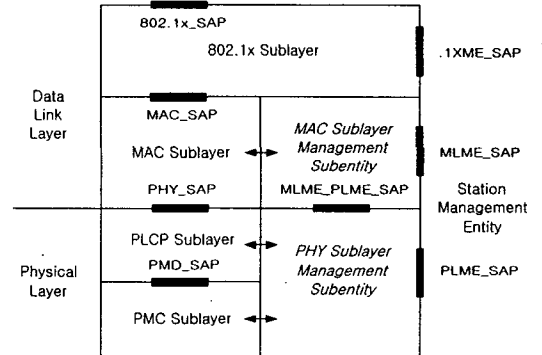 802.1x_SAP
802.1x Sublayer
.1XME_SAP
Data
Link
Layer
MAC_SAP
MAC Sublayer
MAC Sublayer
Management
Subentity
MLME_SAP
PHY_SAP
MLME_PLME_SAP
Station
Management
Entity
PLCP Sublayer
PMD_SAP
PHY Sublayer
Management
Subentity
PLME_SAP
Physical
Layer
PMC Sublayer